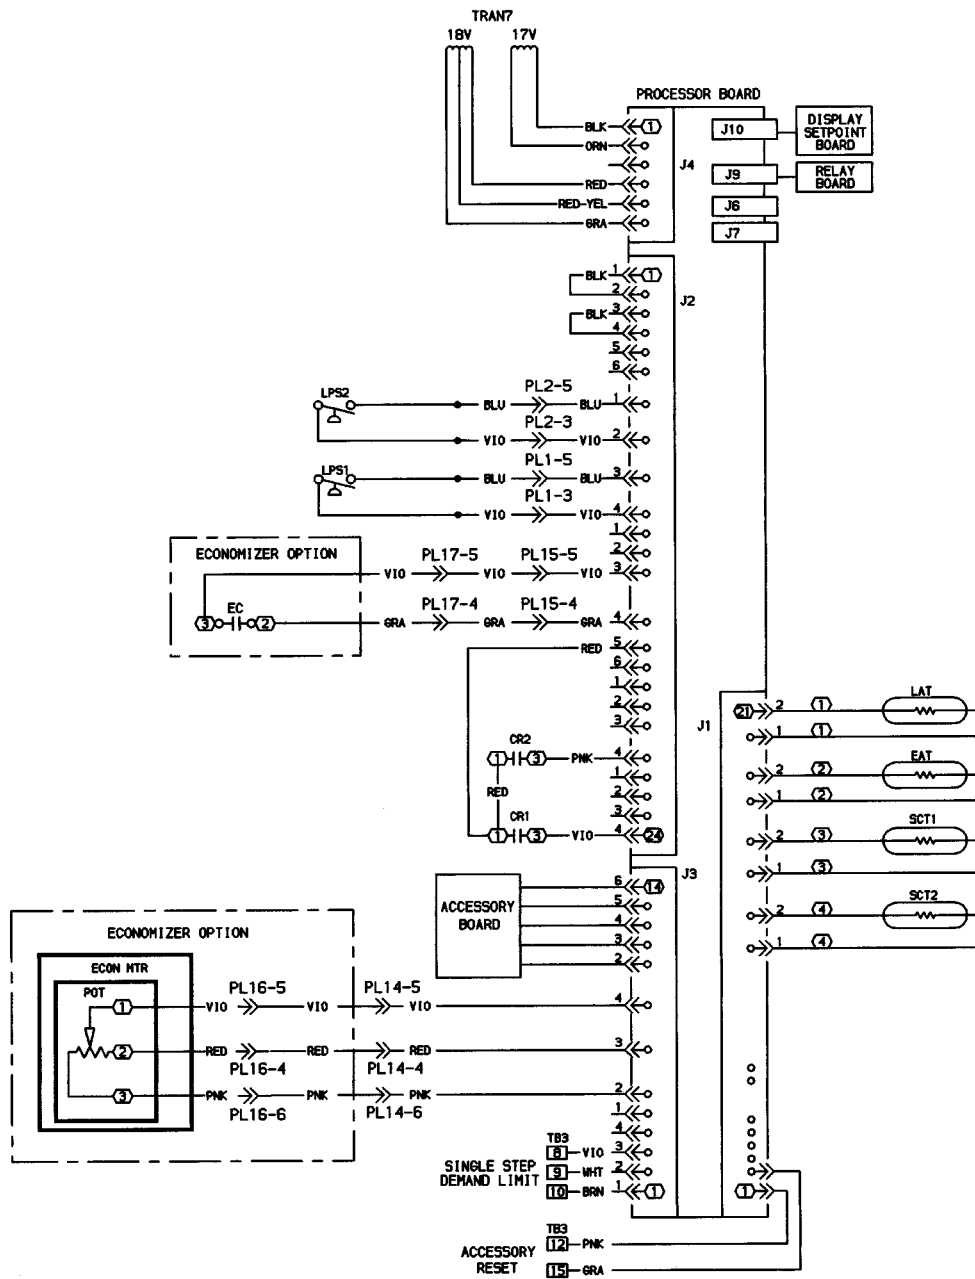 TRAN7
18V 17V
PROCESSOR BOARD
BLK 1
ORN
RED
RED-YEL
GRA
J4
J10
DISPLAY
SETPOINT
BOARD
J9
RELAY
BOARD
J6
J7
BLK 1 1
2
BLK 3
4
5
6
J2
LPS2
BLU PL2-5 BLU 1
VIO PL2-3 VIO 2
LPS1
BLU PL1-5 BLU 3
VIO PL1-3 VIO 4
1
2
ECONOMIZER OPTION
VIO PL17-5 VIO PL15-5 VIO 3
3 EC 2
GRA PL17-4 GRA PL15-4 GRA 4
RED 5
6
1
2
3
CR2
1 3 PNK 4
1
RED 2
3
CR1
1 3 VIO 4 24
J1
21 2 1 LAT
1 1
2 2 EAT
1 2
2 3 SCT1
1 3
2 4 SCT2
1 4
J3
ACCESSORY
BOARD
6 14
5
4
3
2
ECONOMIZER OPTION
ECON MTR
POT
1 VIO PL16-5 VIO PL14-5 VIO 4
2 RED PL16-4 RED PL14-4 RED 3
3 PNK PL16-6 PNK PL14-6 PNK 2
1
4
SINGLE STEP
DEMAND LIMIT
TB3
8 VIO 3
9 WHT 2
10 BRN 1 1
1
ACCESSORY
RESET
TB3
12 PNK
15 GRA